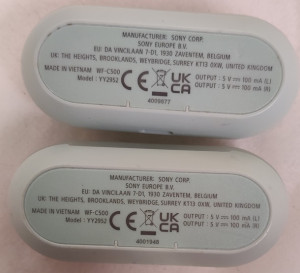 MANUFACTURER: SONY CORP.
SONY EUROPE B.V.
EU: DA VINCILAAN 7-D1, 1930 ZAVENTEM, BELGIUM
UK: THE HEIGHTS, BROOKLANDS, WEYBRIDGE, SURREY KT13 0XW, UNITED KINGDOM
MADE IN VIETNAM WF-C500 CE UK CA OUTPUT : 5 V ⎓ 100 mA (L)
Model : YY2952 OUTPUT : 5 V ⎓ 100 mA (R)
4009877
MANUFACTURER: SONY CORP.
SONY EUROPE B.V.
EU: DA VINCILAAN 7-D1, 1930 ZAVENTEM, BELGIUM
UK: THE HEIGHTS, BROOKLANDS, WEYBRIDGE, SURREY KT13 0XW, UNITED KINGDOM
MADE IN VIETNAM WF-C500 CE UK CA OUTPUT : 5 V ⎓ 100 mA (L)
Model : YY2952 OUTPUT : 5 V ⎓ 100 mA (R)
4001948